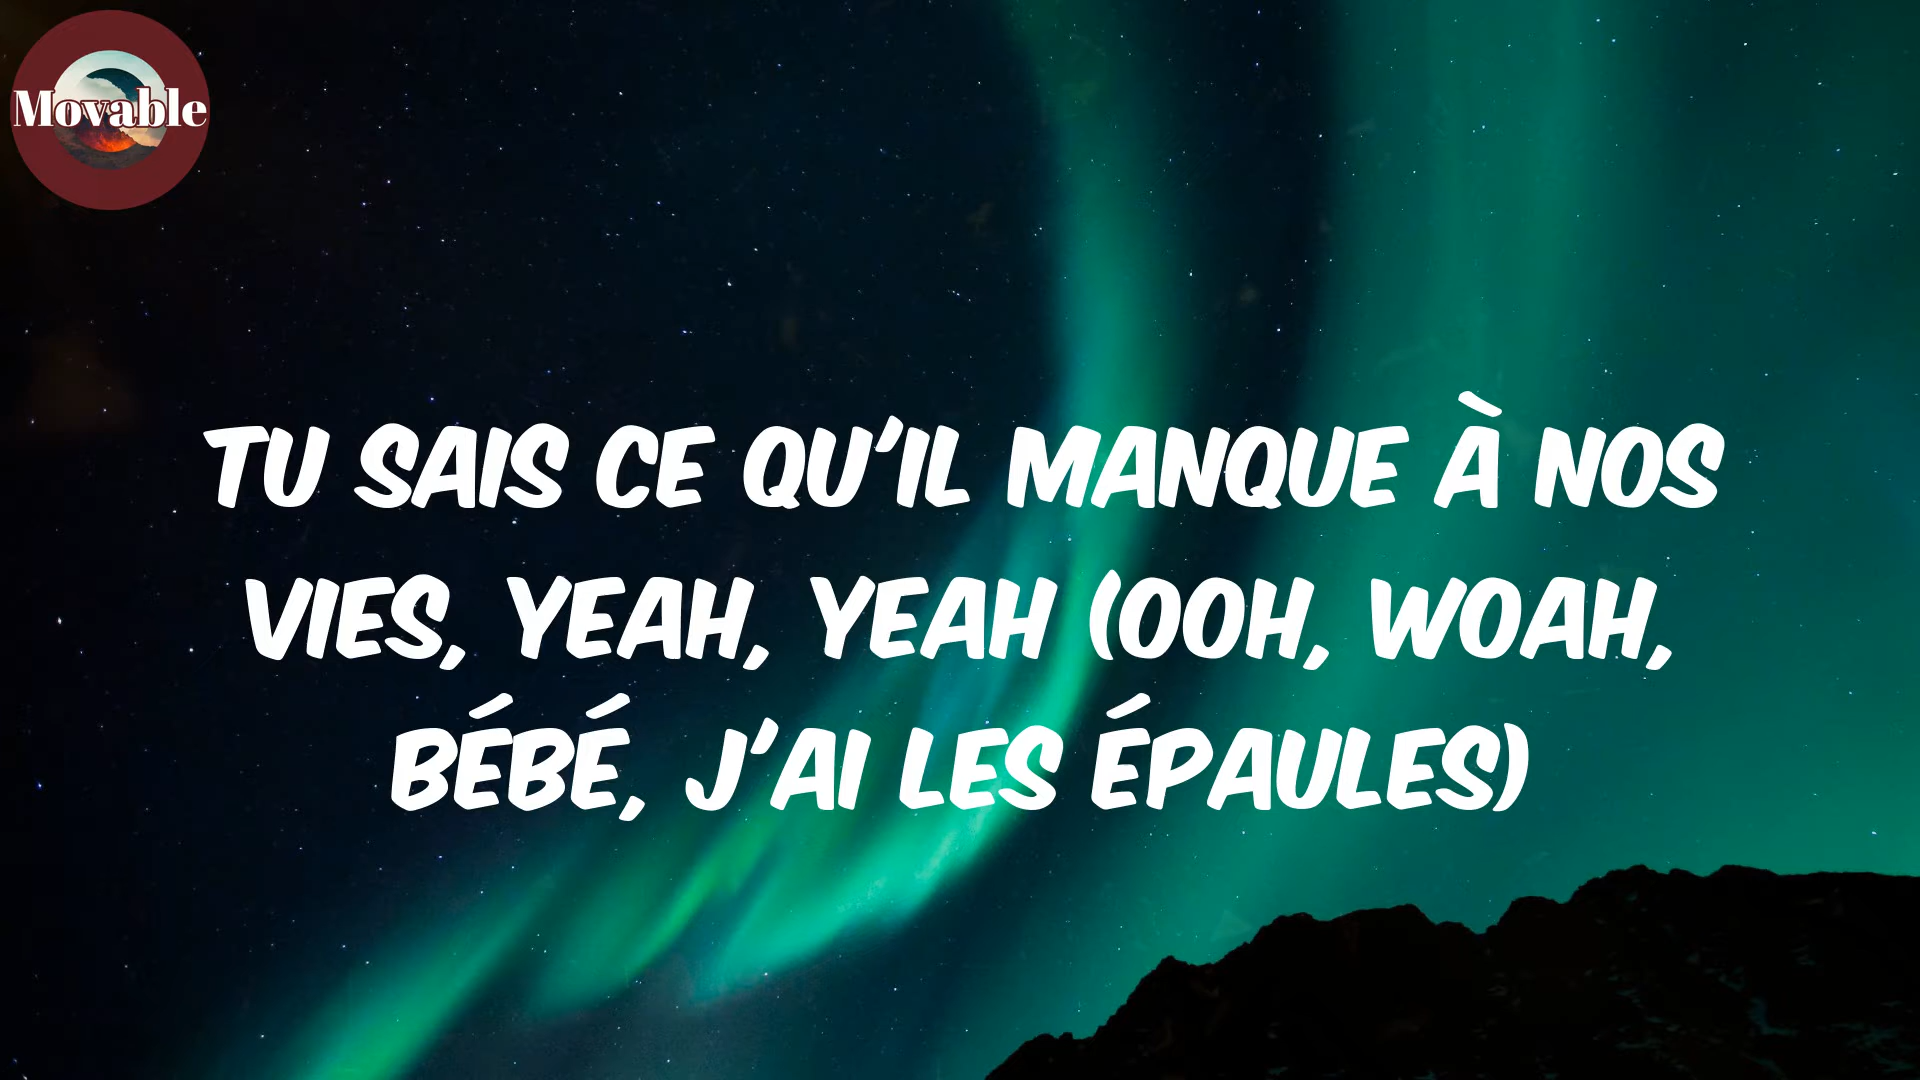 Movable
TU SAIS CE QU'IL MANQUE À NOS
VIES, YEAH, YEAH (OOH, WOAH,
BÉBÉ, J'AI LES ÉPAULES)